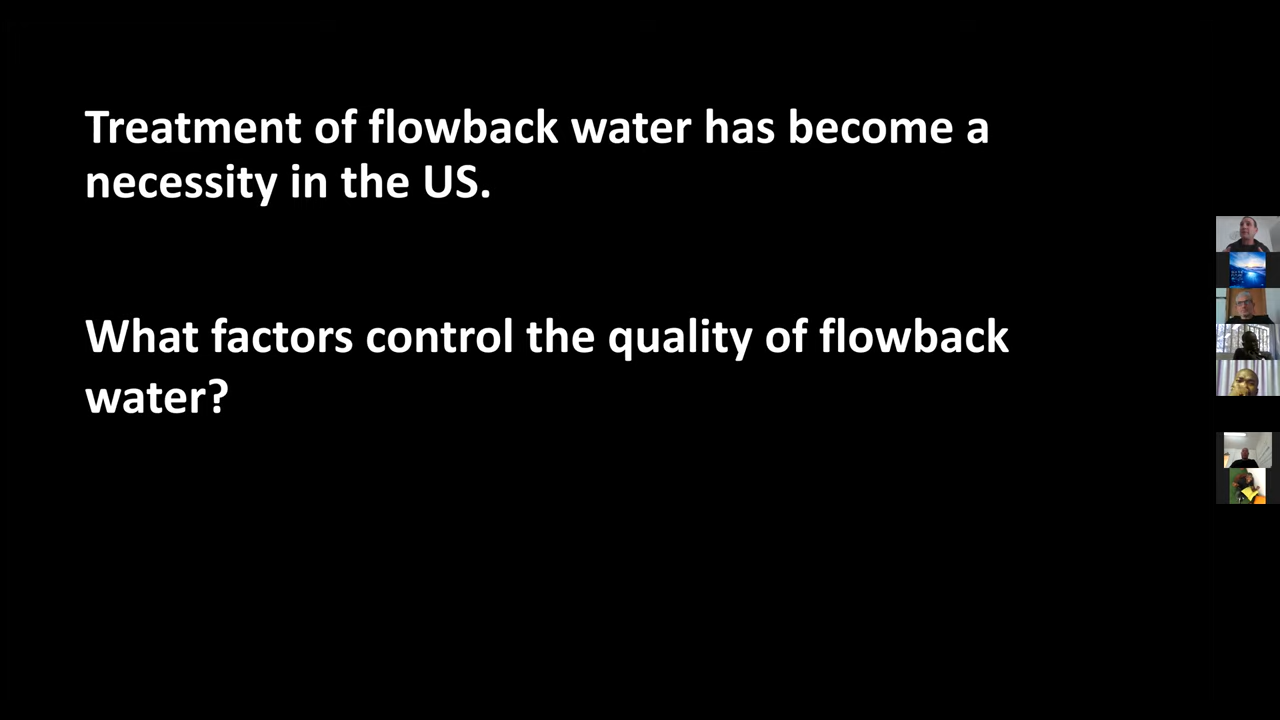 Treatment of flowback water has become a
necessity in the US.
What factors control the quality of flowback
water?